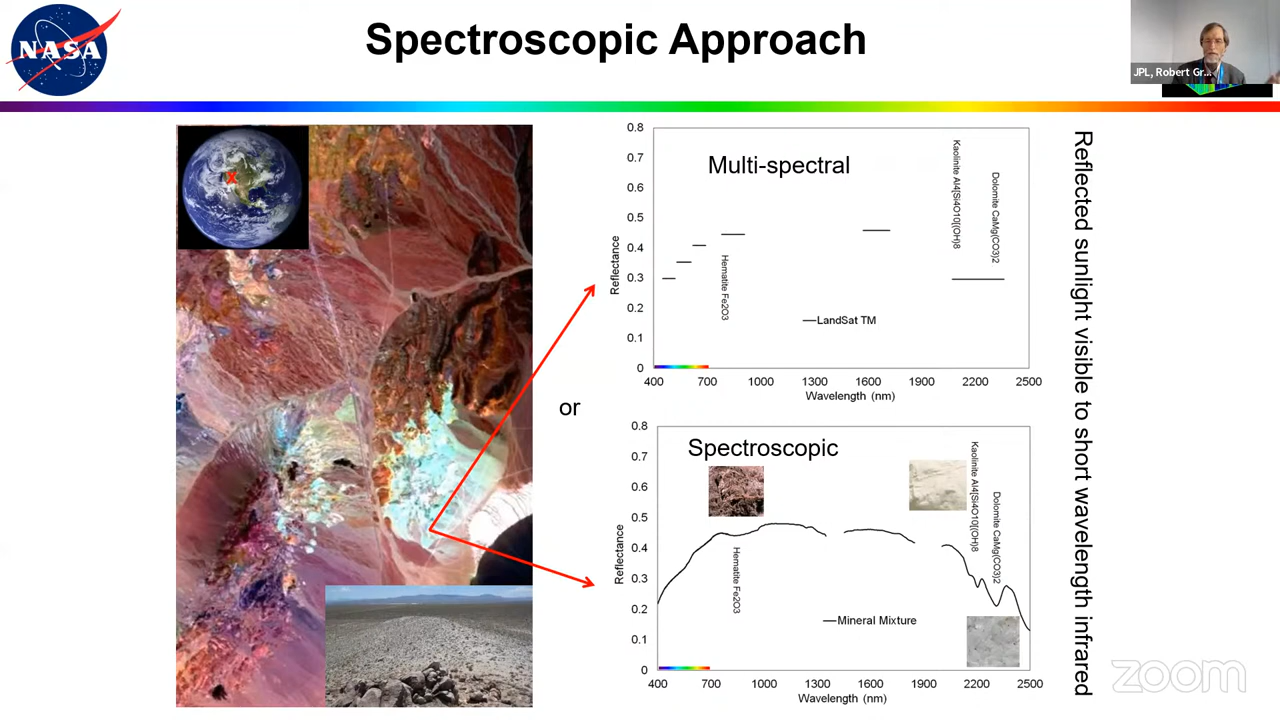 NASA
Spectroscopic Approach
JPL, Robert Gr...
X
Multi-spectral
Reflectance
0.8
0.7
0.6
0.5
0.4
0.3
0.2
0.1
0
Hematite Fe2O3
Kaolinite Al4[Si4O10[(OH)8
Dolomite CaMg(CO3)2
LandSat TM
400 700 1000 1300 1600 1900 2200 2500
Wavelength (nm)
or
Spectroscopic
Reflectance
0.8
0.7
0.6
0.5
0.4
0.3
0.2
0.1
0
Hematite Fe2O3
Kaolinite Al4[Si4O10[(OH)8
Dolomite CaMg(CO3)2
Mineral Mixture
400 700 1000 1300 1600 1900 2200 2500
Wavelength (nm)
Reflected sunlight visible to short wavelength infrared
zoom